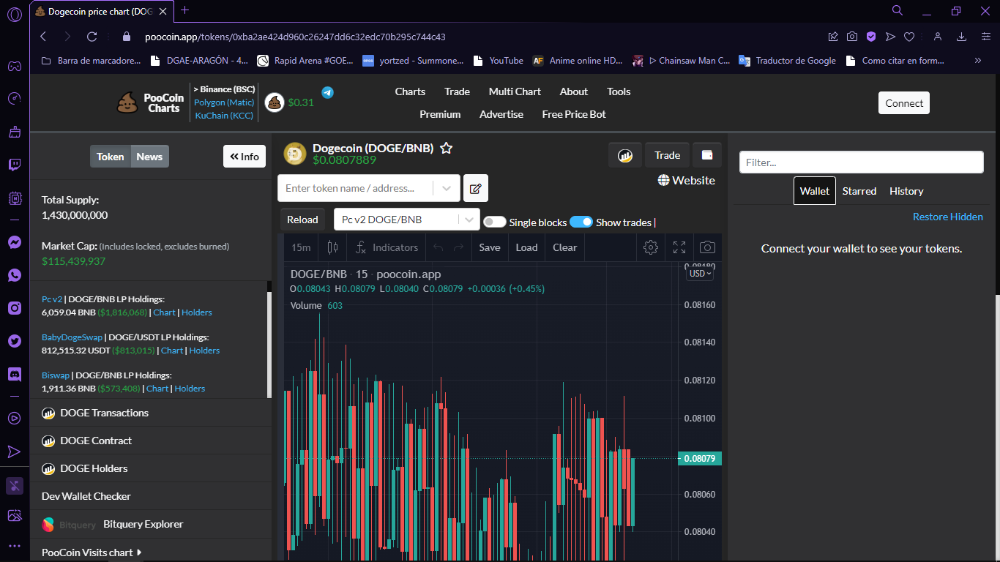 Dogecoin price chart (DOG
poocoin.app/tokens/0xba2ae424d960c26247dd6c32edc70b295c744c43
Barra de marcadore...
DGAE-ARAGÓN - 4...
Rapid Arena #GOE...
yortzed - Summone...
YouTube
AF
Anime online HD...
ᐅ Chainsaw Man C...
Traductor de Google
Como citar en form...
»
PooCoin
Charts
> Binance (BSC)
Polygon (Matic)
KuChain (KCC)
$0.31
Charts Trade Multi Chart About Tools
Premium Advertise Free Price Bot
Connect
Token News
« Info
Total Supply:
1,430,000,000
Market Cap: (Includes locked, excludes burned)
$115,439,937
Pc v2 | DOGE/BNB LP Holdings:
6,059.04 BNB ($1,816,068) | Chart | Holders
BabyDogeSwap | DOGE/USDT LP Holdings:
812,515.32 USDT ($813,015) | Chart | Holders
Biswap | DOGE/BNB LP Holdings:
1,911.36 BNB ($573,408) | Chart | Holders
DOGE Transactions
DOGE Contract
DOGE Holders
Dev Wallet Checker
Bitquery Bitquery Explorer
PooCoin Visits chart
Dogecoin (DOGE/BNB)
$0.0807889
Trade
Website
Enter token name / address...
Reload
Pc v2 DOGE/BNB
Single blocks
Show trades |
15m
Indicators
Save
Load
Clear
DOGE/BNB · 15 · poocoin.app
O0.08043 H0.08079 L0.08040 C0.08079 +0.00036 (+0.45%)
Volume 603
0.08180
USD
0.08160
0.08140
0.08120
0.08100
0.08079
0.08060
0.08040
Filter...
Wallet Starred History
Restore Hidden
Connect your wallet to see your tokens.